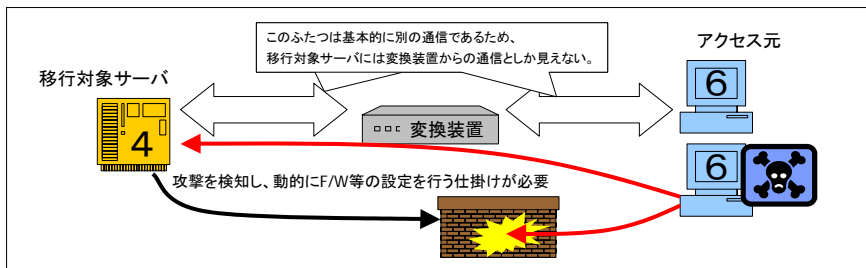 このふたつは基本的に別の通信であるため、
移行対象サーバには変換装置からの通信としか見えない。
アクセス元
移行対象サーバ
6
4
変換装置
6
攻撃を検知し、動的にF/W等の設定を行う仕掛けが必要